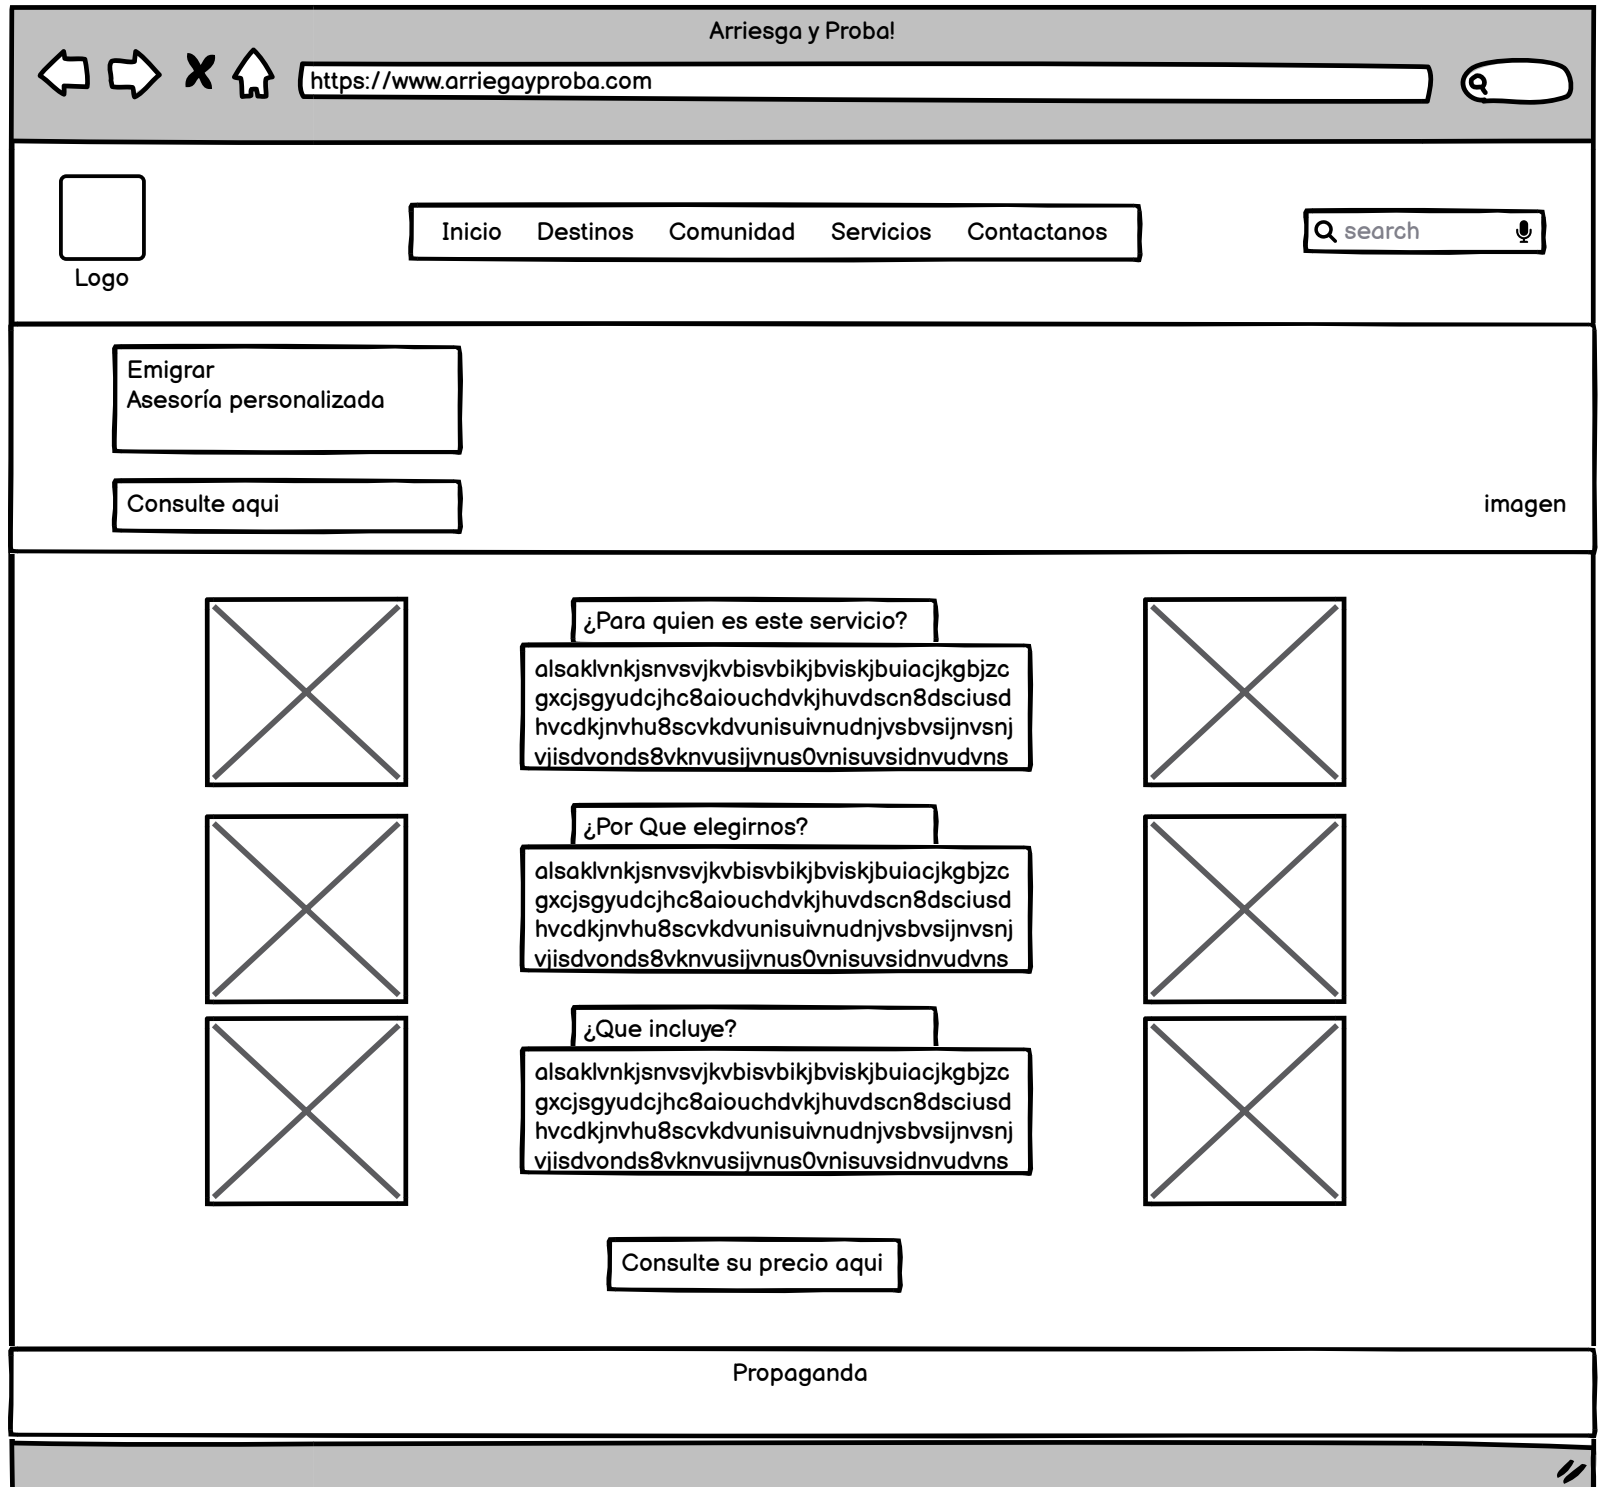 Arriesga y Proba!
https://www.arriegayproba.com
Inicio Destinos Comunidad Servicios Contactanos
search
Logo
Emigrar
Asesoría personalizada
Consulte aqui
imagen
¿Para quien es este servicio?
alsaklvnkjsnvsvjkvbisvbikjbviskjbuiacjkgbjzc
gxcjsgyudcjhc8aiouchdvkjhuvdscn8dsciusd
hvcdkjnvhu8scvkdvunisuivnudnjvsbvsijnvsnj
vjisdvonds8vknvusijvnus0vnisuvsidnvudvns
¿Por Que elegirnos?
alsaklvnkjsnvsvjkvbisvbikjbviskjbuiacjkgbjzc
gxcjsgyudcjhc8aiouchdvkjhuvdscn8dsciusd
hvcdkjnvhu8scvkdvunisuivnudnjvsbvsijnvsnj
vjisdvonds8vknvusijvnus0vnisuvsidnvudvns
¿Que incluye?
alsaklvnkjsnvsvjkvbisvbikjbviskjbuiacjkgbjzc
gxcjsgyudcjhc8aiouchdvkjhuvdscn8dsciusd
hvcdkjnvhu8scvkdvunisuivnudnjvsbvsijnvsnj
vjisdvonds8vknvusijvnus0vnisuvsidnvudvns
Consulte su precio aqui
Propaganda